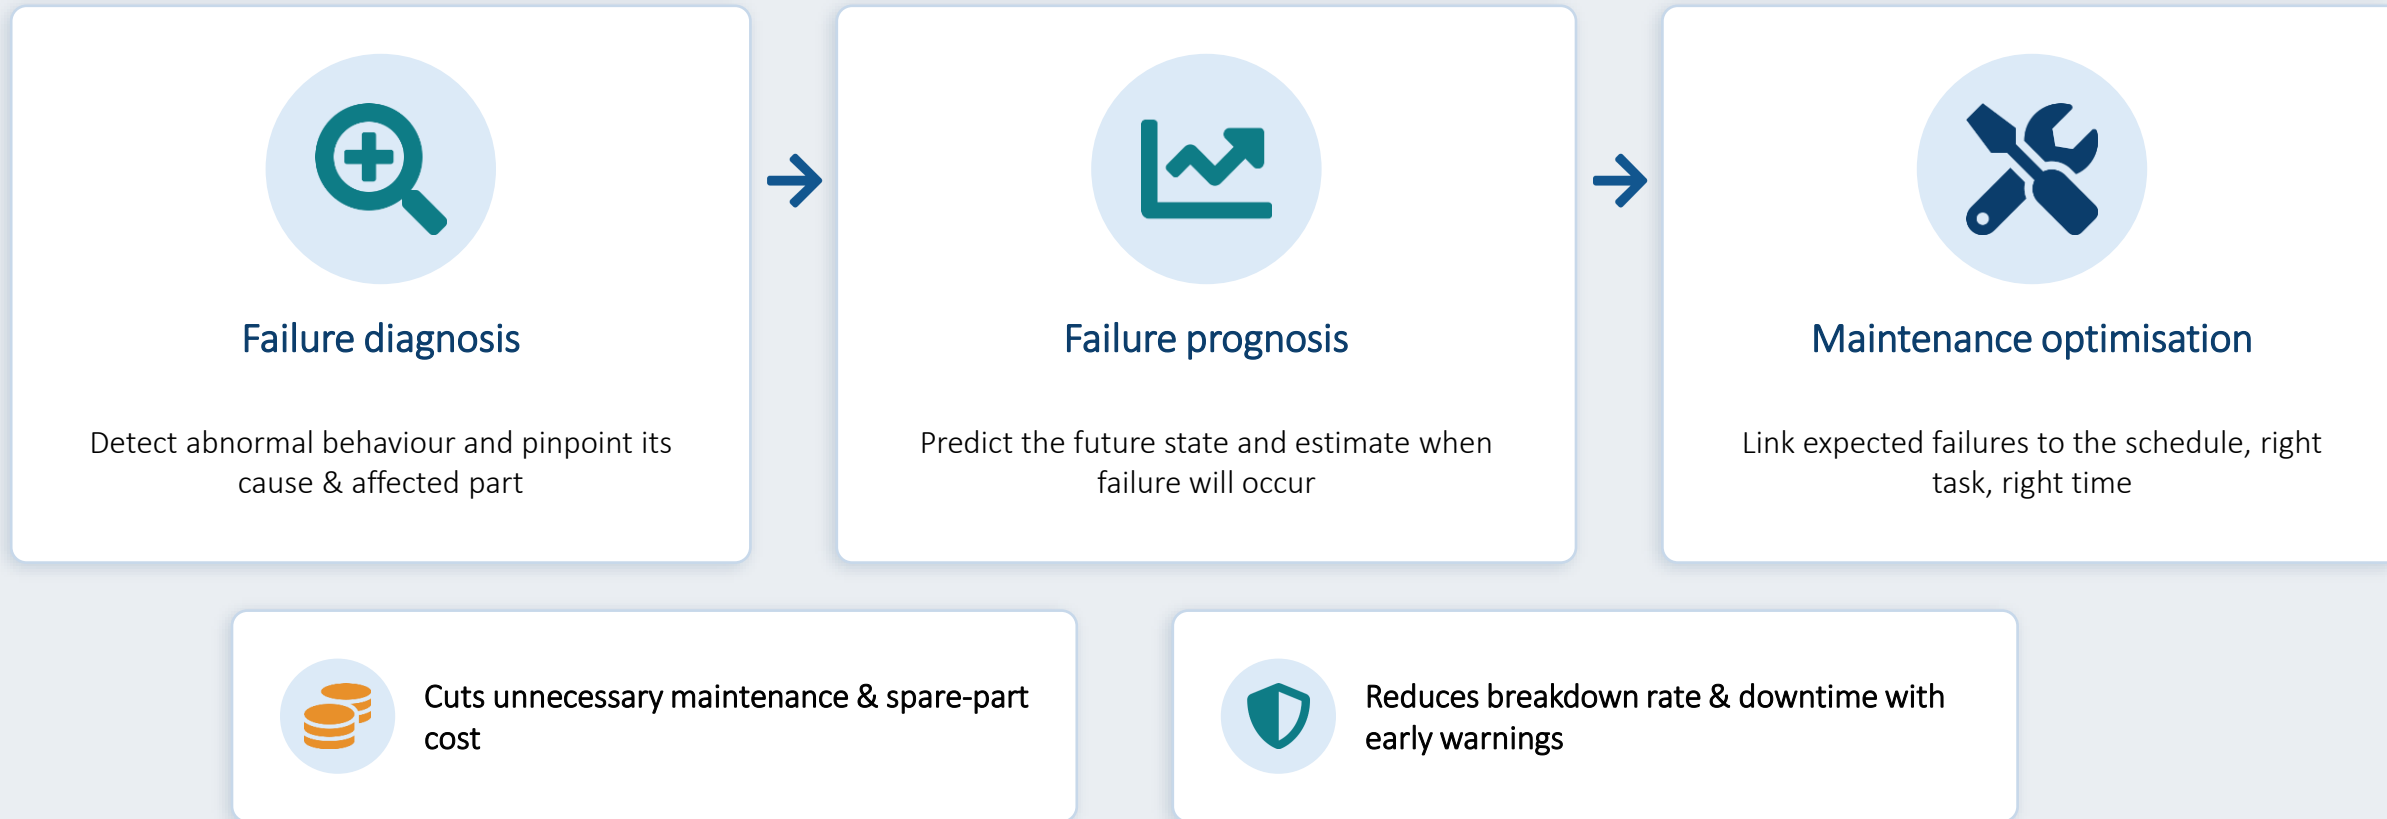 Failure diagnosis
Detect abnormal behaviour and pinpoint its
cause & affected part
Failure prognosis
Predict the future state and estimate when
failure will occur
Maintenance optimisation
Link expected failures to the schedule, right
task, right time
Cuts unnecessary maintenance & spare-part
cost
Reduces breakdown rate & downtime with
early warnings